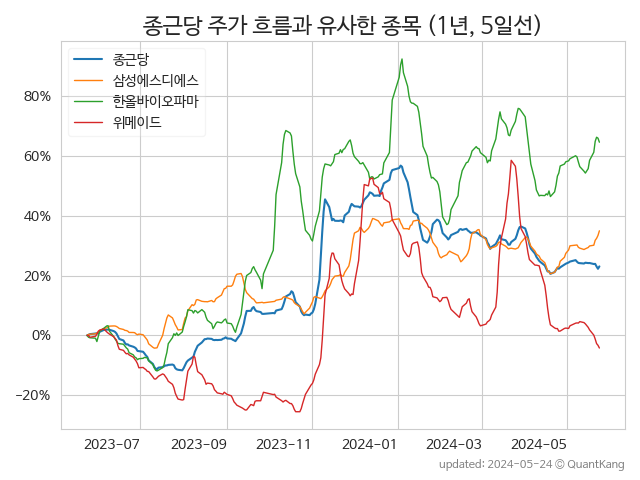 종근당 주가 흐름과 유사한 종목 (1년, 5일선)
종근당
삼성에스디에스
한올바이오파마
위메이드
80%
60%
40%
20%
0%
−20%
2023-07
2023-09
2023-11
2024-01
2024-03
2024-05
updated: 2024-05-24 © QuantKang